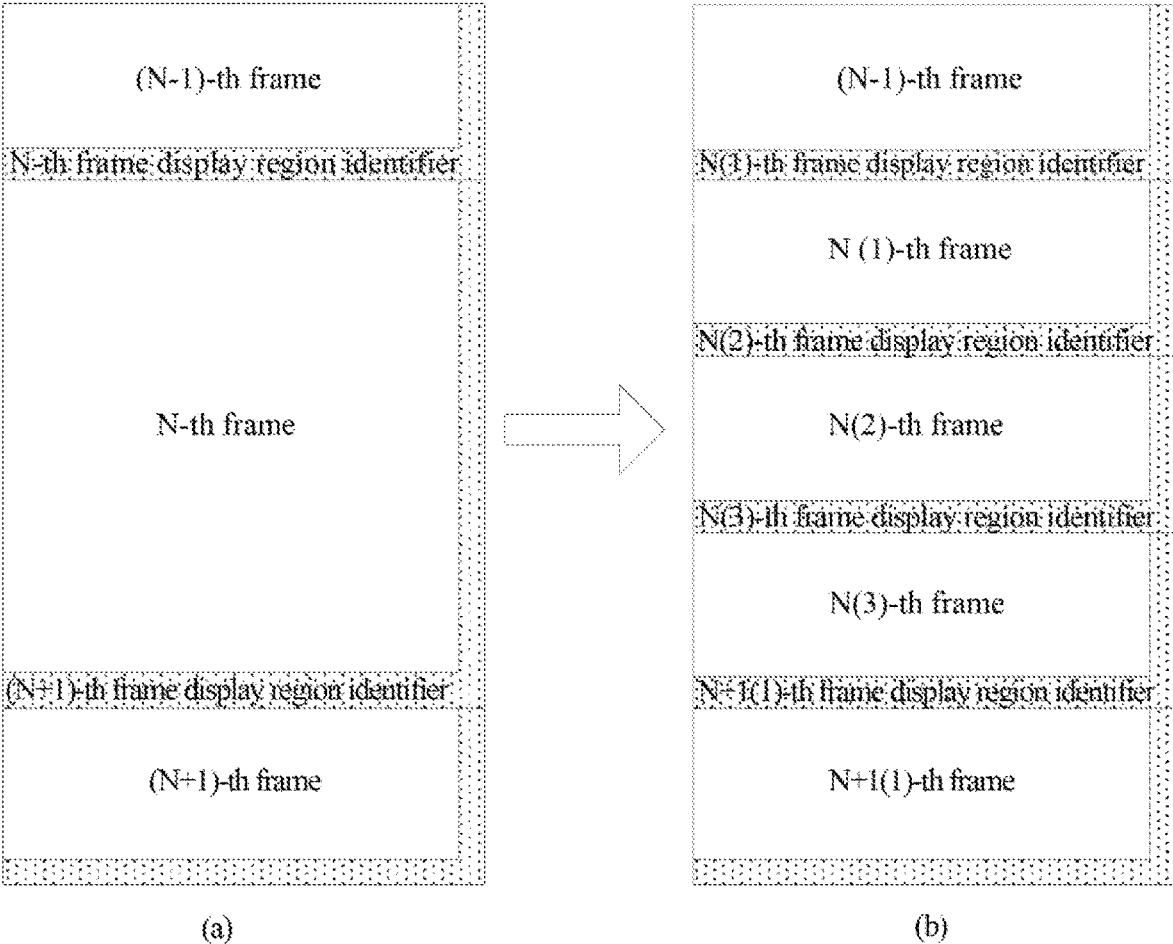 (N-1)-th frame
N-th frame display region identifier
N-th frame
(N+1)-th frame display region identifier
(N+1)-th frame
(a)
(N-1)-th frame
N(1)-th frame display region identifier
N (1)-th frame
N(2)-th frame display region identifier
N(2)-th frame
N(3)-th frame display region identifier
N(3)-th frame
N+1(1)-th frame display region identifier
N+1(1)-th frame
(b)